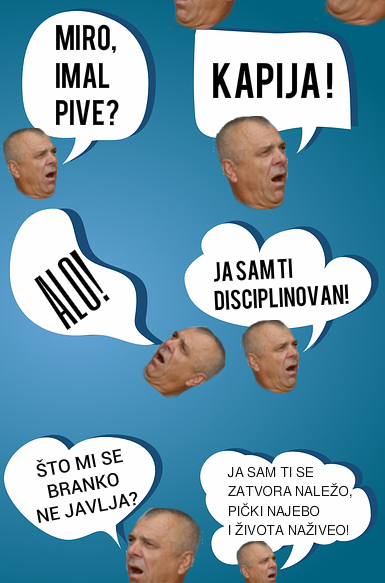 MIRO,
IMAL
PIVE?
KAPIJA!
ALO!
JA SAM TI
DISCIPLINOVAN!
ŠTO MI SE
BRANKO
NE JAVLJA?
JA SAM TI SE
ZATVORA NALEŽO,
PIČKI NAJEBO
I ŽIVOTA NAŽIVEO!